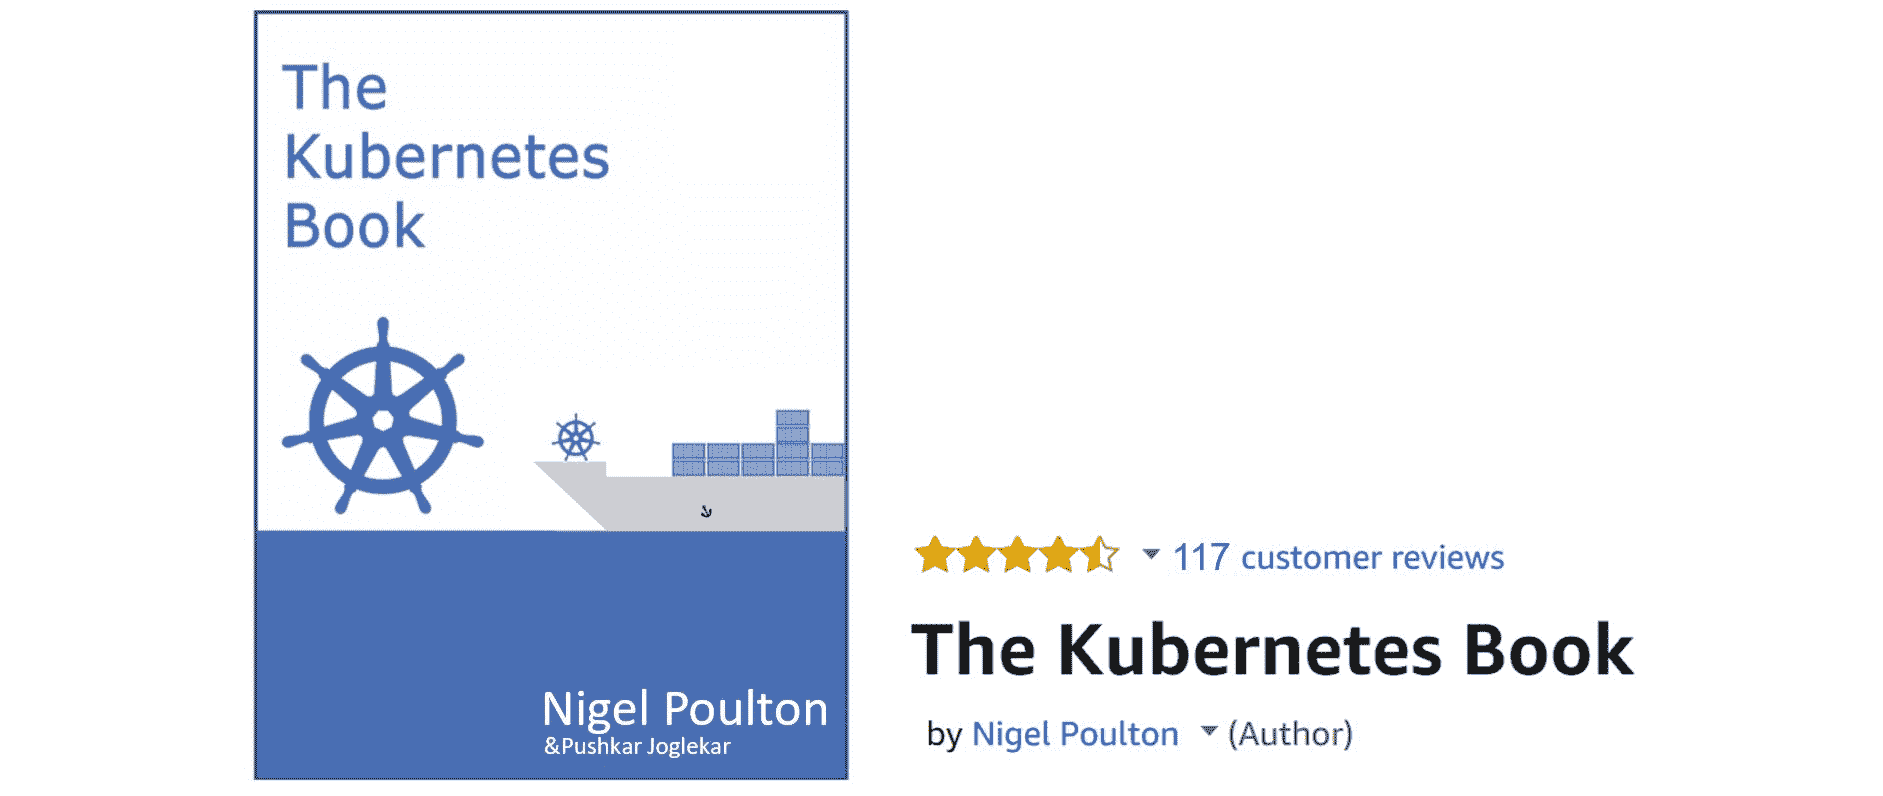 The
Kubernetes
Book
Nigel Poulton
&Pushkar Joglekar
117 customer reviews
The Kubernetes Book
by Nigel Poulton (Author)